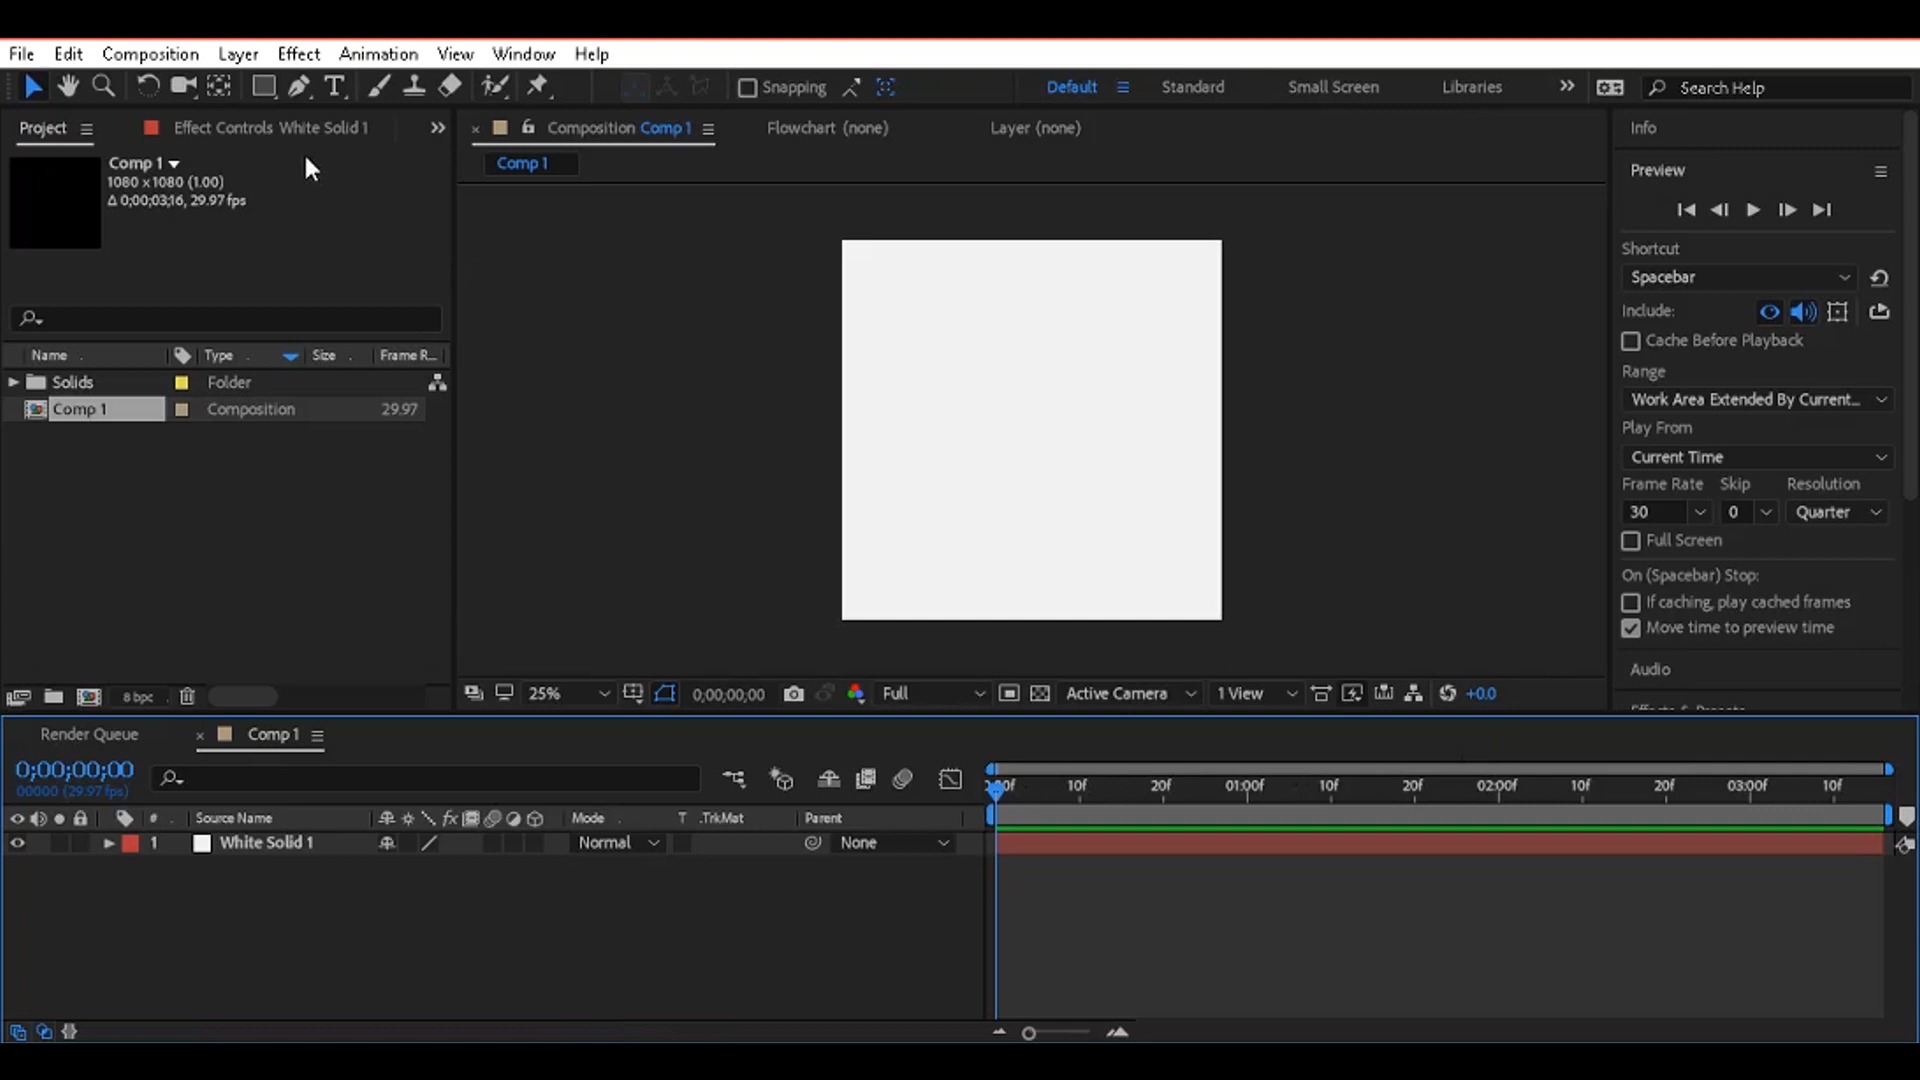 File Edit Composition Layer Effect Animation View Window Help
Snapping Default Standard Small Screen Libraries Search Help
Project Effect Controls White Solid 1
Composition Comp 1 Flowchart (none) Layer (none)
Info
Comp 1
1080 x 1080 (1.00)
Δ 0;00;03;16, 29.97 fps
Comp 1
Preview
Shortcut
Spacebar
Include:
Cache Before Playback
Range
Work Area Extended By Current...
Play From
Current Time
Frame Rate Skip Resolution
30 0 Quarter
Full Screen
On (Spacebar) Stop:
If caching, play cached frames
Move time to preview time
Audio
Name Type Size Frame R...
Solids Folder
Comp 1 Composition 29.97
8 bpc
25% 0;00;00;00 Full Active Camera 1 View +0.0
Render Queue Comp 1
0;00;00;00
00000 (29.97 fps)
10f 20f 01:00f 10f 20f 02:00f 10f 20f 03:00f 10f
# Source Name fx Mode T .TrkMat Parent
1 White Solid 1 Normal None